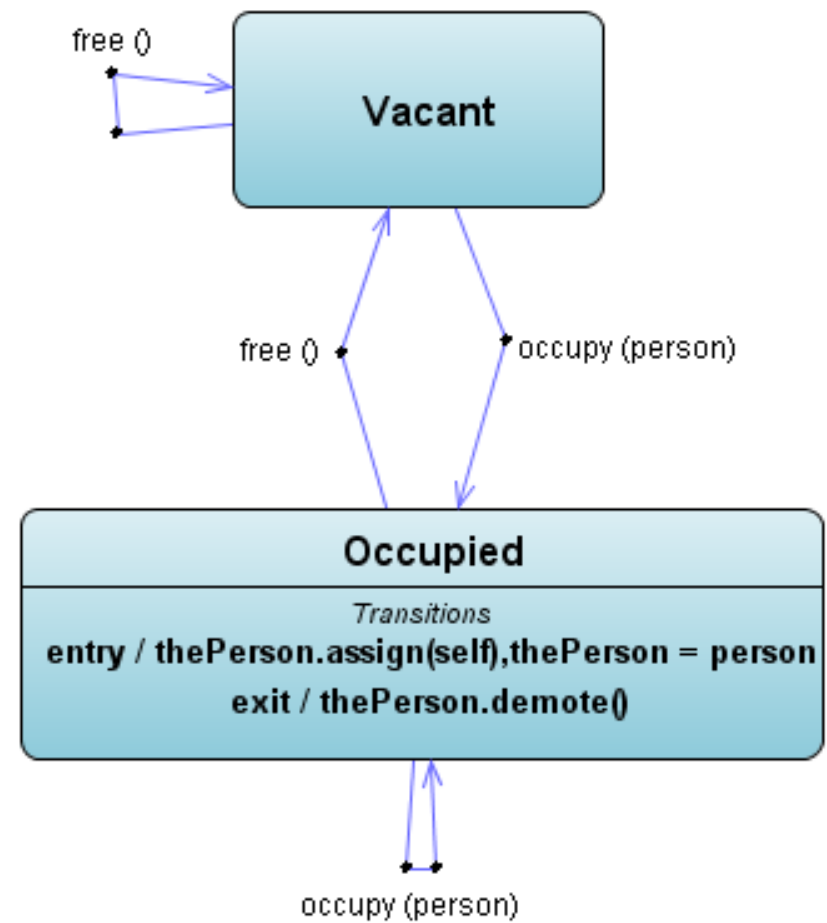 free ()
Vacant
free ()
occupy (person)
Occupied
Transitions
entry / thePerson.assign(self),thePerson = person
exit / thePerson.demote()
occupy (person)